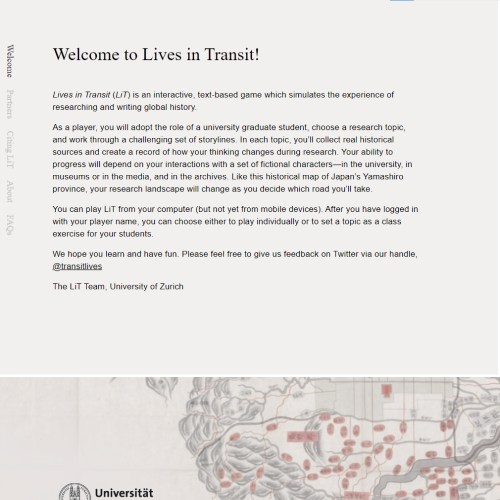 Welcome to Lives in Transit!
Welcome
Partners
Citing LiT
About
FAQs
Lives in Transit (LiT) is an interactive, text-based game which simulates the experience of
researching and writing global history.
As a player, you will adopt the role of a university graduate student, choose a research topic,
and work through a challenging set of storylines. In each topic, you'll collect real historical
sources and create a record of how your thinking changes during research. Your ability to
progress will depend on your interactions with a set of fictional characters—in the university, in
museums or in the media, and in the archives. Like this historical map of Japan's Yamashiro
province, your research landscape will change as you decide which road you'll take.
You can play LiT from your computer (but not yet from mobile devices). After you have logged in
with your player name, you can choose either to play individually or to set a topic as a class
exercise for your students.
We hope you learn and have fun. Please feel free to give us feedback on Twitter via our handle,
@transitlives
The LiT Team, University of Zurich
Universität